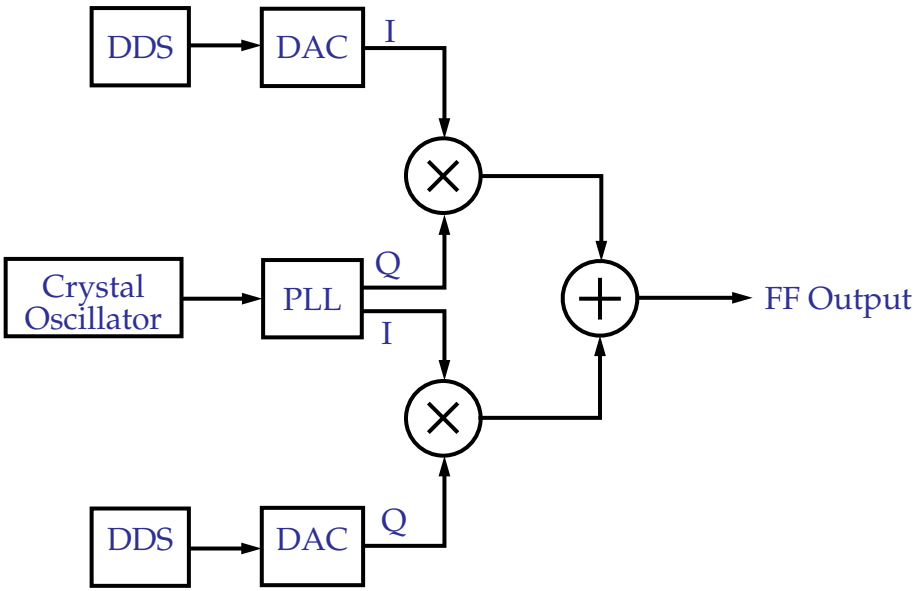 DDS
DAC
I
Q
Crystal
Oscillator
PLL
I
FF Output
DDS
DAC
Q